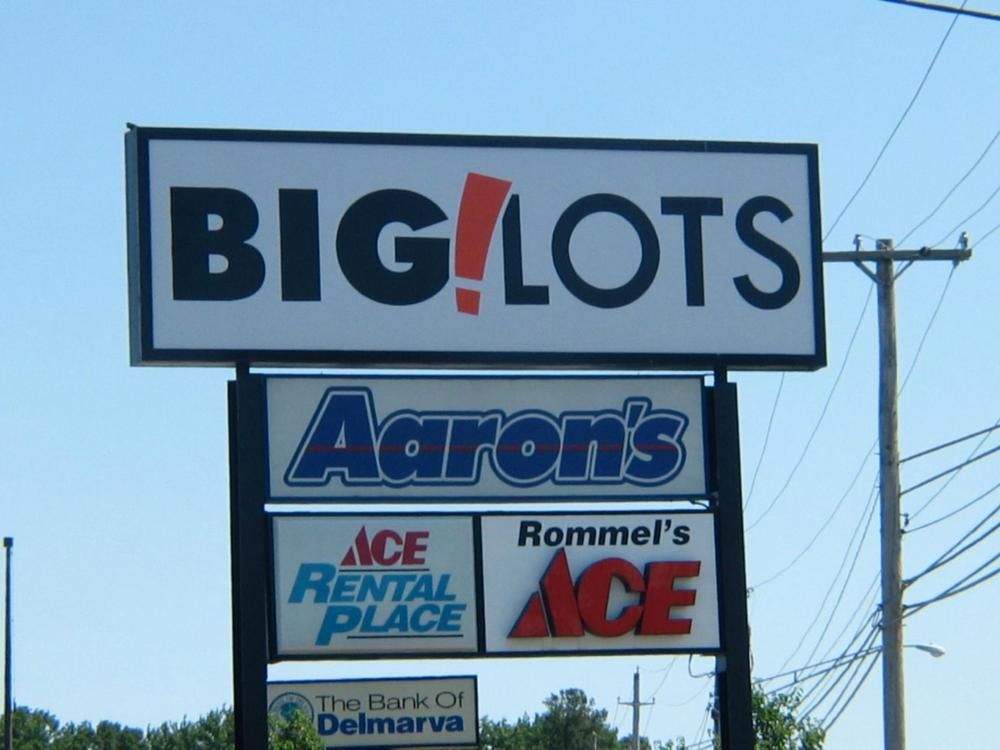 BIG!LOTS
Aaron's
ACE
RENTAL
PLACE
Rommel's
ACE
The Bank Of
Delmarva